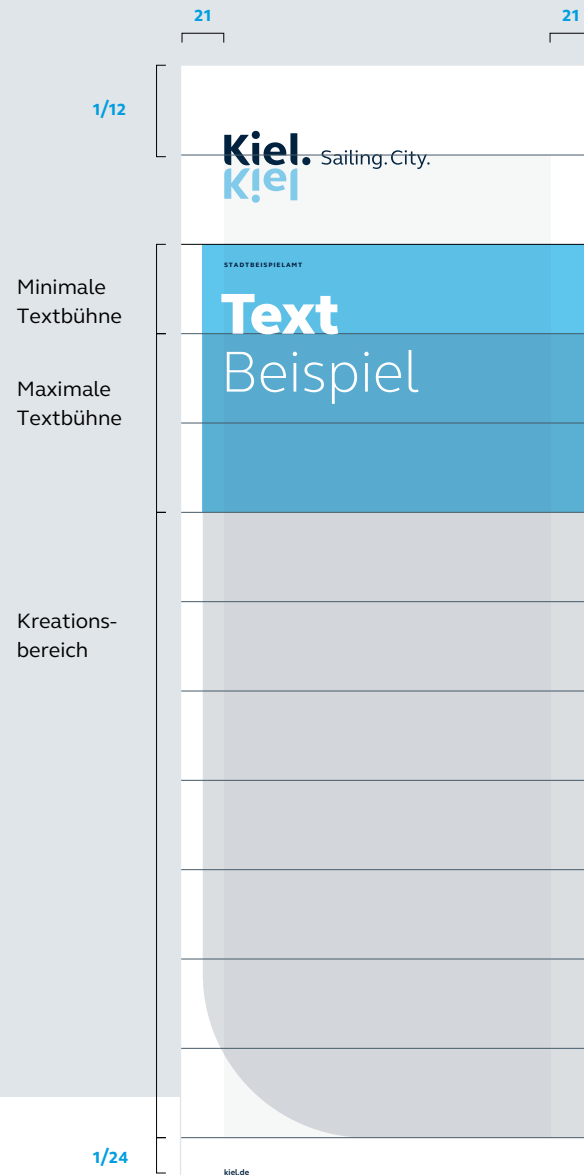 21
21
1/12
Kiel. Sailing.City.
Kiel
STADTBEISPIELAMT
Minimale
Textbühne
Text
Beispiel
Maximale
Textbühne
Kreations-
bereich
1/24
kiel.de